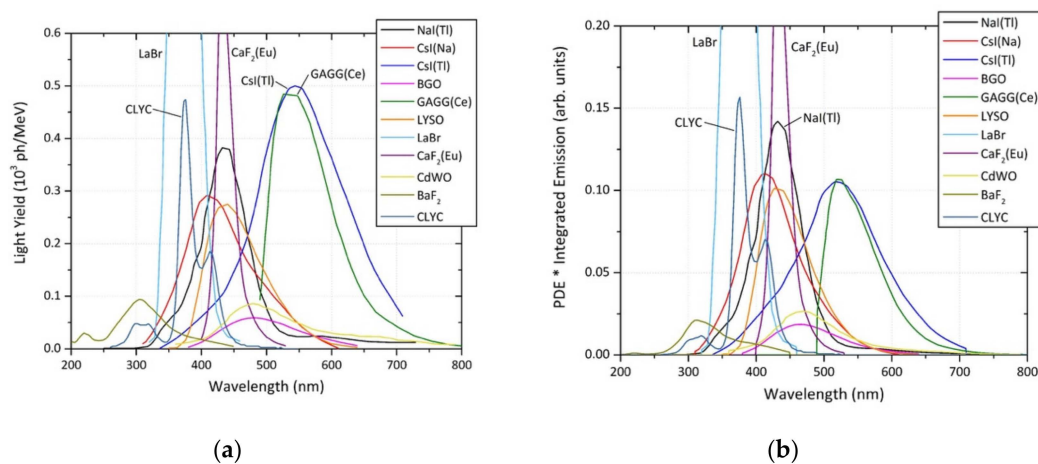 Light Yield (10³ ph/MeV)
0.6
0.5
0.4
0.3
0.2
0.1
0.0
200 300 400 500 600 700 800
Wavelength (nm)
LaBr
CaF₂(Eu)
CLYC
CsI(Tl)
GAGG(Ce)
NaI(Tl)
CsI(Na)
CsI(Tl)
BGO
GAGG(Ce)
LYSO
LaBr
CaF₂(Eu)
CdWO
BaF₂
CLYC
(a)
PDE * Integrated Emission (arb. units)
0.20
0.15
0.10
0.05
0.00
200 300 400 500 600 700 800
Wavelength (nm)
LaBr
CaF₂(Eu)
CLYC
NaI(Tl)
NaI(Tl)
CsI(Na)
CsI(Tl)
BGO
GAGG(Ce)
LYSO
LaBr
CaF₂(Eu)
CdWO
BaF₂
CLYC
(b)